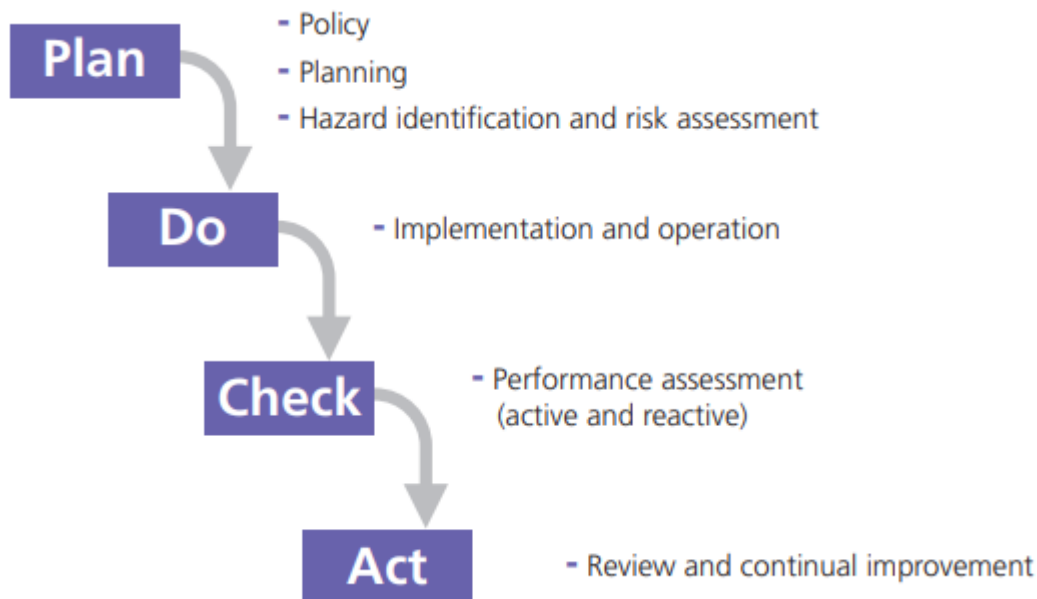 Plan
- Policy
- Planning
- Hazard identification and risk assessment
Do
- Implementation and operation
Check
- Performance assessment
(active and reactive)
Act
- Review and continual improvement